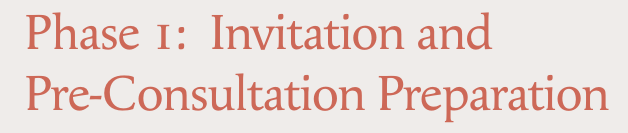 Phase 1: Invitation and
Pre-Consultation Preparation